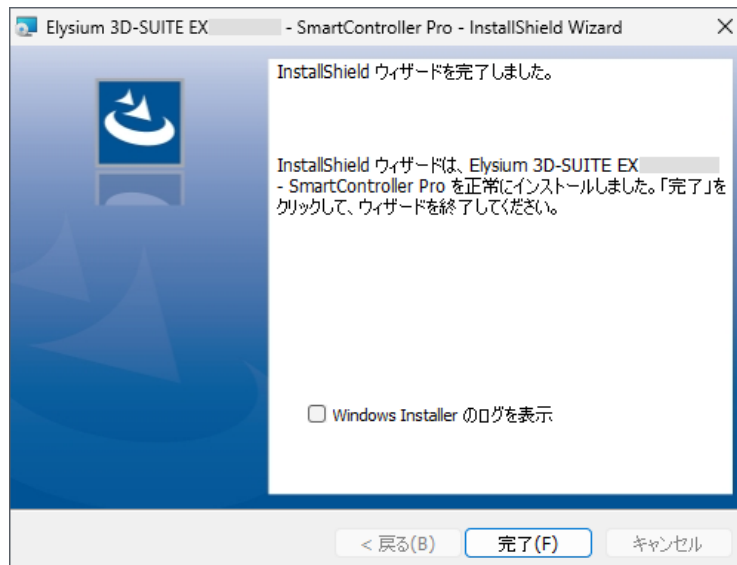 Elysium 3D-SUITE EX - SmartController Pro - InstallShield Wizard
InstallShield ウィザードを完了しました。
InstallShield ウィザードは、Elysium 3D-SUITE EX
- SmartController Pro を正常にインストールしました。「完了」を
クリックして、ウィザードを終了してください。
Windows Installer のログを表示
< 戻る(B)
完了(F)
キャンセル